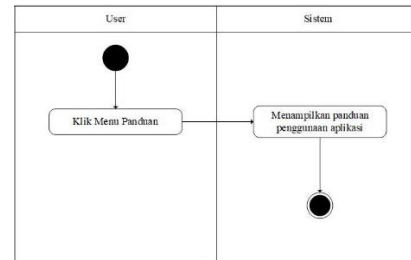 User
Sistem
Klik Menu Panduan
Menampilkan panduan
penggunaan aplikasi